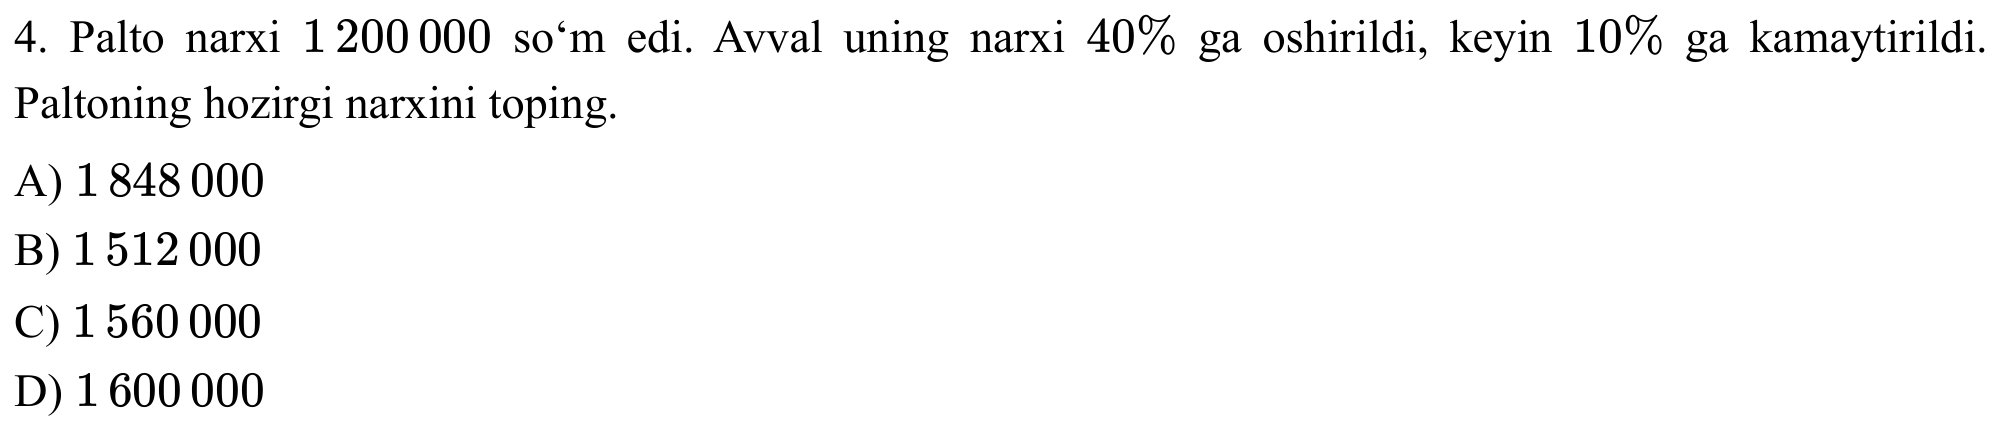 4. Palto narxi 1 200 000 so‘m edi. Avval uning narxi 40% ga oshirildi, keyin 10% ga kamaytirildi.
Paltoning hozirgi narxini toping.
A) 1 848 000
B) 1 512 000
C) 1 560 000
D) 1 600 000